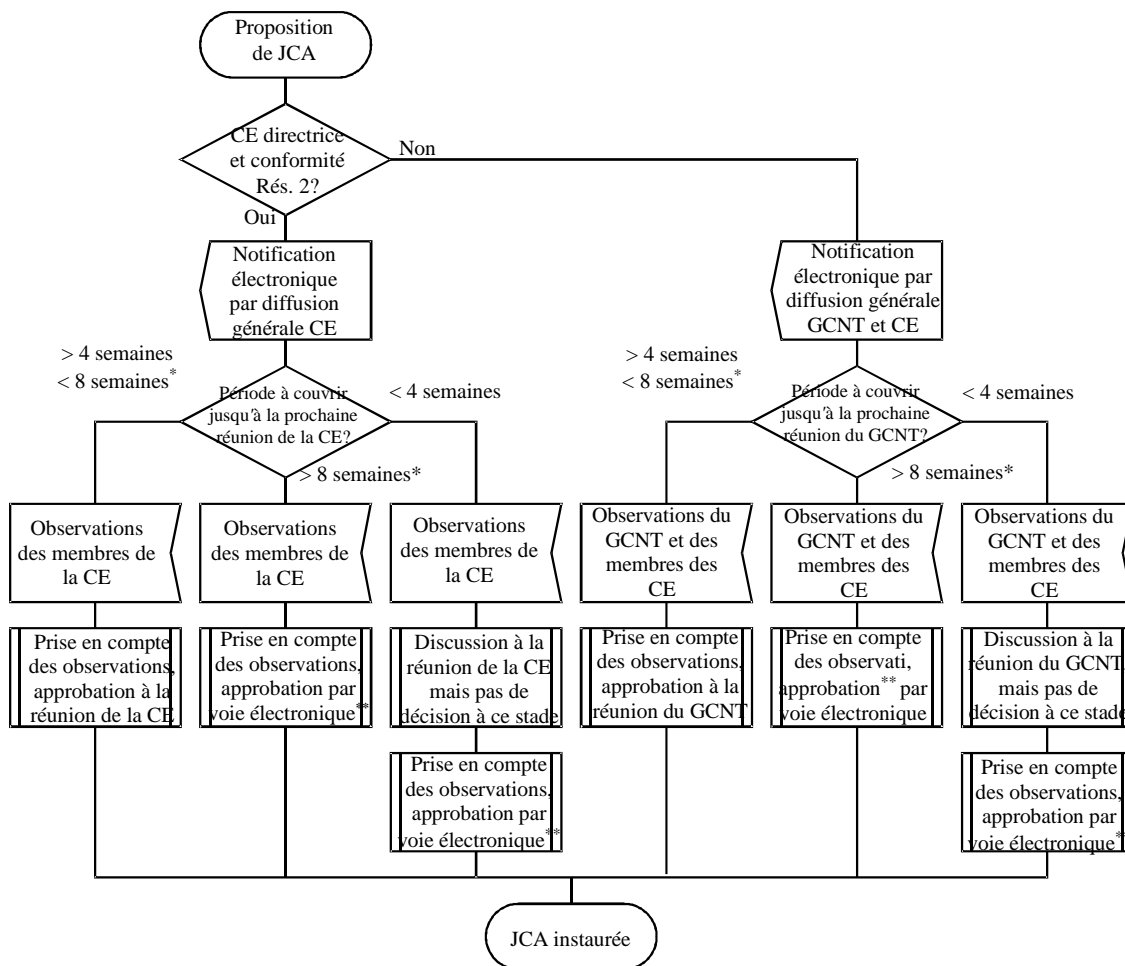 Proposition
de JCA
CE directrice
et conformité
Rés. 2?
Non
Oui
Notification
électronique
par diffusion
générale CE
Notification
électronique par
diffusion générale
GCNT et CE
> 4 semaines
< 8 semaines*
Période à couvrir
jusqu'à la prochaine
réunion de la CE?
< 4 semaines
> 8 semaines*
> 4 semaines
< 8 semaines*
Période à couvrir
jusqu'à la prochaine
réunion du GCNT?
< 4 semaines
> 8 semaines*
Observations
des membres de
la CE
Observations
des membres de
la CE
Observations
des membres de
la CE
Observations du
GCNT et des
membres des
CE
Observations du
GCNT et des
membres des
CE
Observations du
GCNT et des
membres des
CE
Prise en compte
des observations,
approbation à la
réunion de la CE
Prise en compte
des observations,
approbation par
voie électronique**
Discussion à la
réunion de la CE
mais pas de
décision à ce stade
Prise en compte
des observations,
approbation à la
réunion du GCNT
Prise en compte
des observati,
approbation** par
voie électronique
Discussion à la
réunion du GCNT,
mais pas de
décision à ce stade
Prise en compte
des observations,
approbation par
voie électronique**
Prise en compte
des observations,
approbation par
voie électronique*
JCA instaurée